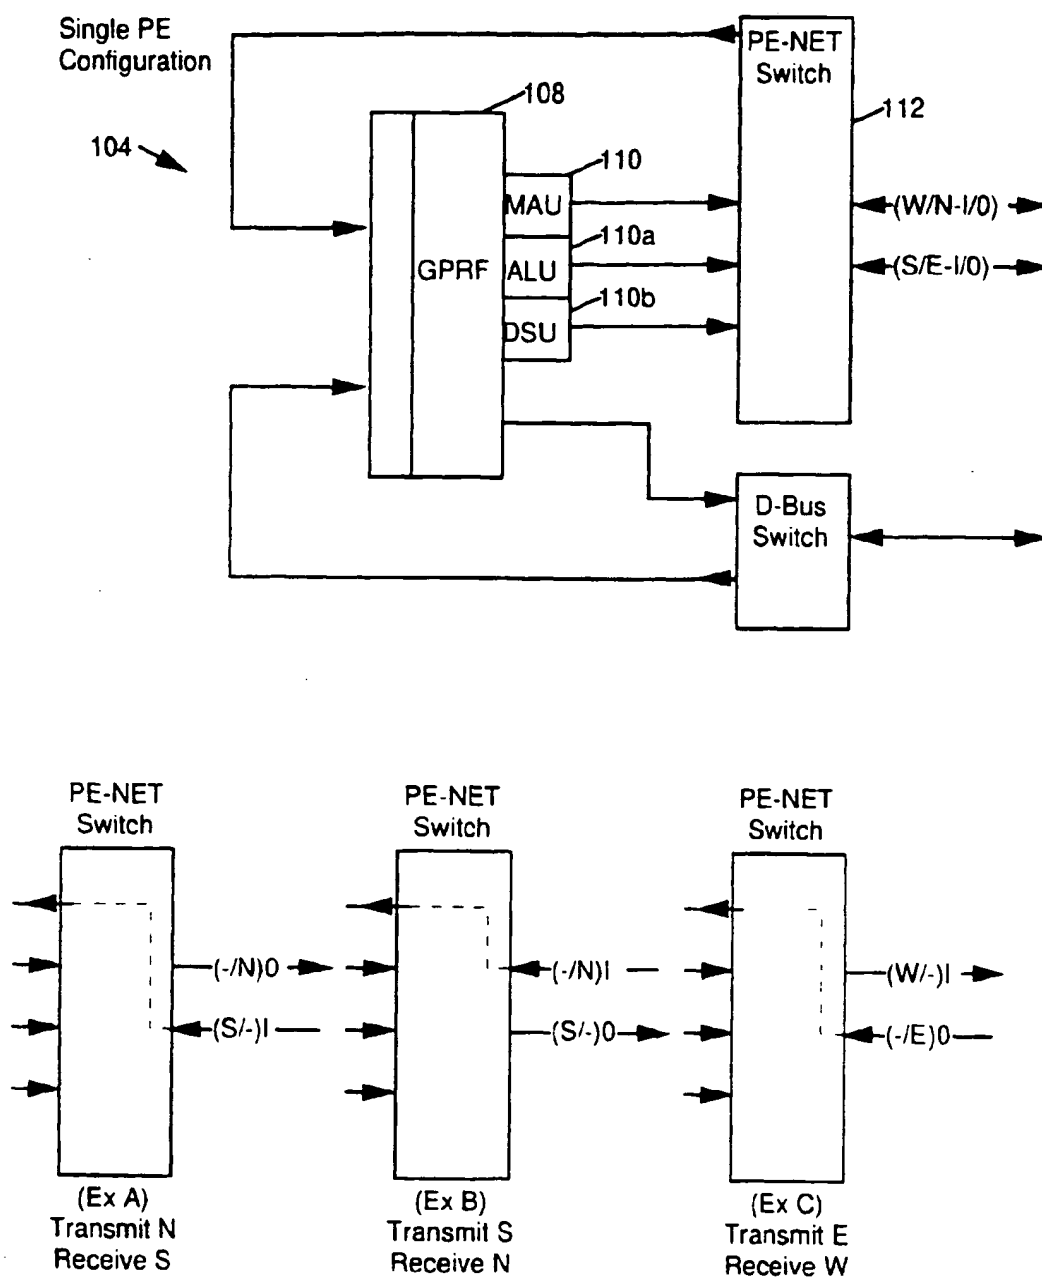 Single PE
Configuration
104
108
110
MAU
110a
GPRF
ALU
110b
DSU
PE-NET
Switch
112
(W/N-I/0)
(S/E-I/0)
D-Bus
Switch
PE-NET
Switch
(-/N)0
(S/-)I
(Ex A)
Transmit N
Receive S
PE-NET
Switch
(-/N)I
(S/-)0
(Ex B)
Transmit S
Receive N
PE-NET
Switch
(W/-)I
(-/E)0
(Ex C)
Transmit E
Receive W